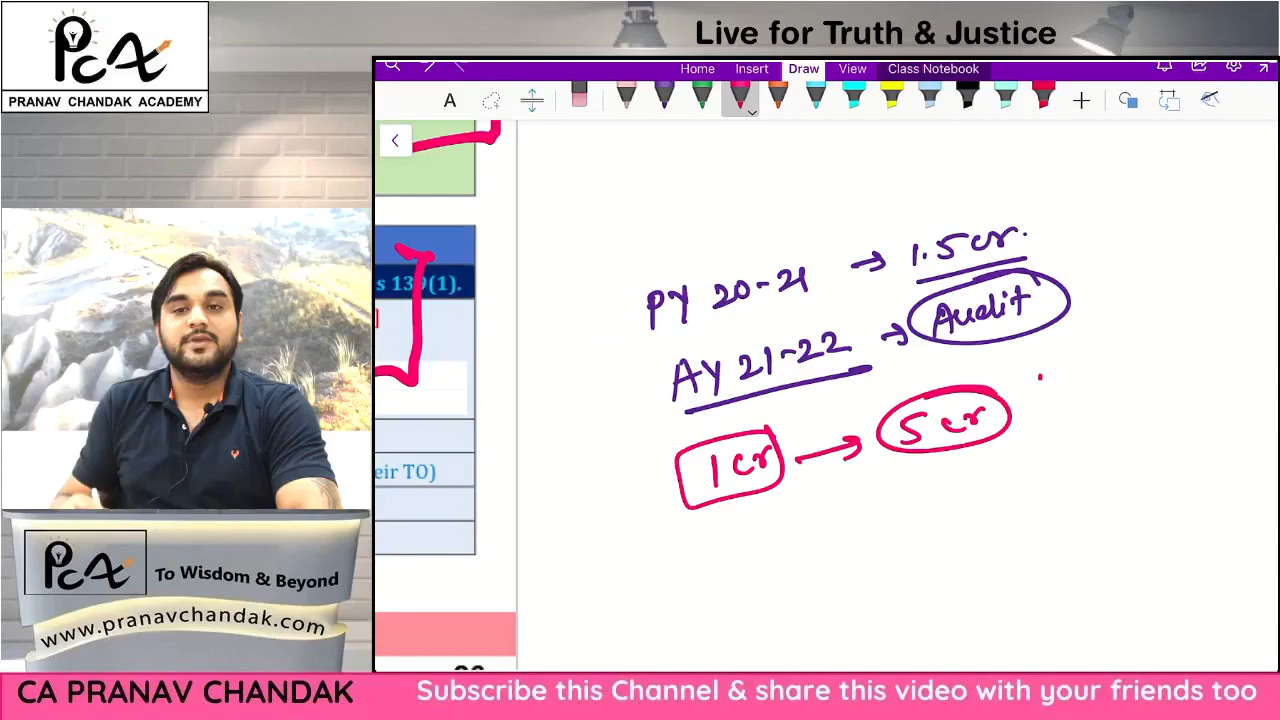 Live for Truth & Justice
PCA
PRANAV CHANDAK ACADEMY
Home Insert Draw View Class Notebook
A
s 139(1).
eir TO)
PY 20-21 → 1.5 cr.
AY 21-22 → Audit
1 cr → 5 cr
PCA To Wisdom & Beyond
www.pranavchandak.com
CA PRANAV CHANDAK
Subscribe this Channel & share this video with your friends too